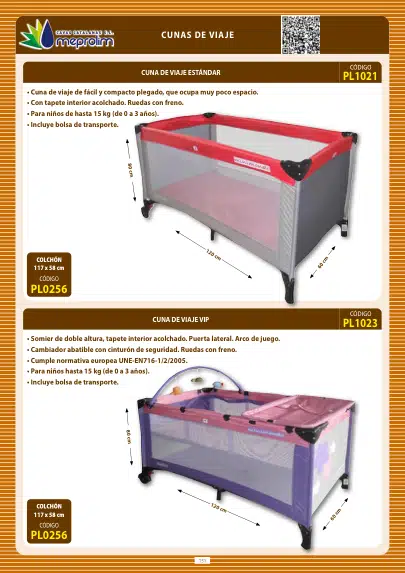 CAPAS CATALANAS S.L.
meprolim
CUNAS DE VIAJE
CUNA DE VIAJE ESTÁNDAR
CÓDIGO
PL1021
• Cuna de viaje de fácil y compacto plegado, que ocupa muy poco espacio.
• Con tapete interior acolchado. Ruedas con freno.
• Para niños de hasta 15 kg (de 0 a 3 años).
• Incluye bolsa de transporte.
80 cm
120 cm
60 cm
COLCHÓN
117 x 58 cm
CÓDIGO
PL0256
CUNA DE VIAJE VIP
CÓDIGO
PL1023
• Somier de doble altura, tapete interior acolchado. Puerta lateral. Arco de juego.
• Cambiador abatible con cinturón de seguridad. Ruedas con freno.
• Cumple normativa europea UNE-EN716-1/2/2005.
• Para niños hasta 15 kg (de 0 a 3 años).
• Incluye bolsa de transporte.
80 cm
120 cm
60 cm
COLCHÓN
117 x 58 cm
CÓDIGO
PL0256